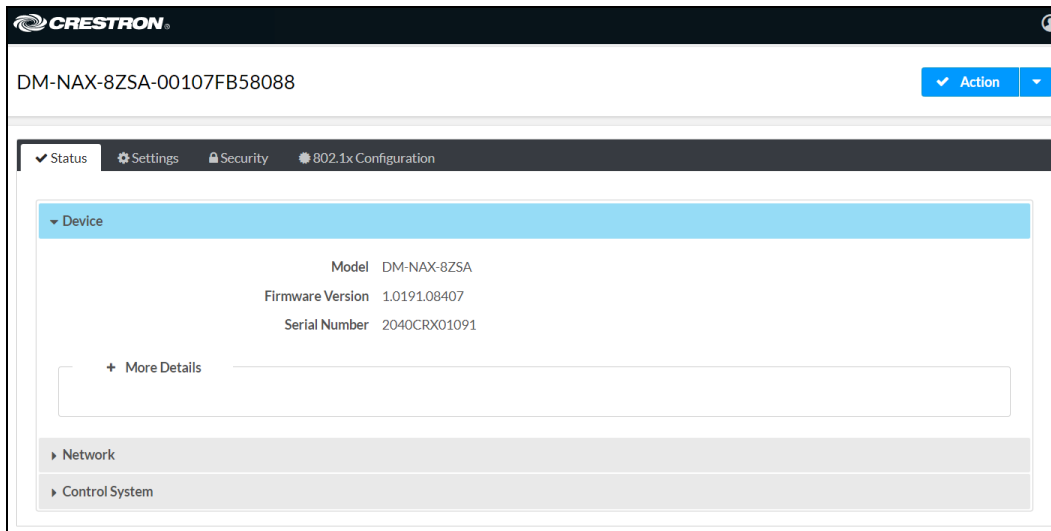 CRESTRON®
DM-NAX-8ZSA-00107FB58088
Action
Status Settings Security 802.1x Configuration
Device
Model DM-NAX-8ZSA
Firmware Version 1.0191.08407
Serial Number 2040CRX01091
+ More Details
Network
Control System